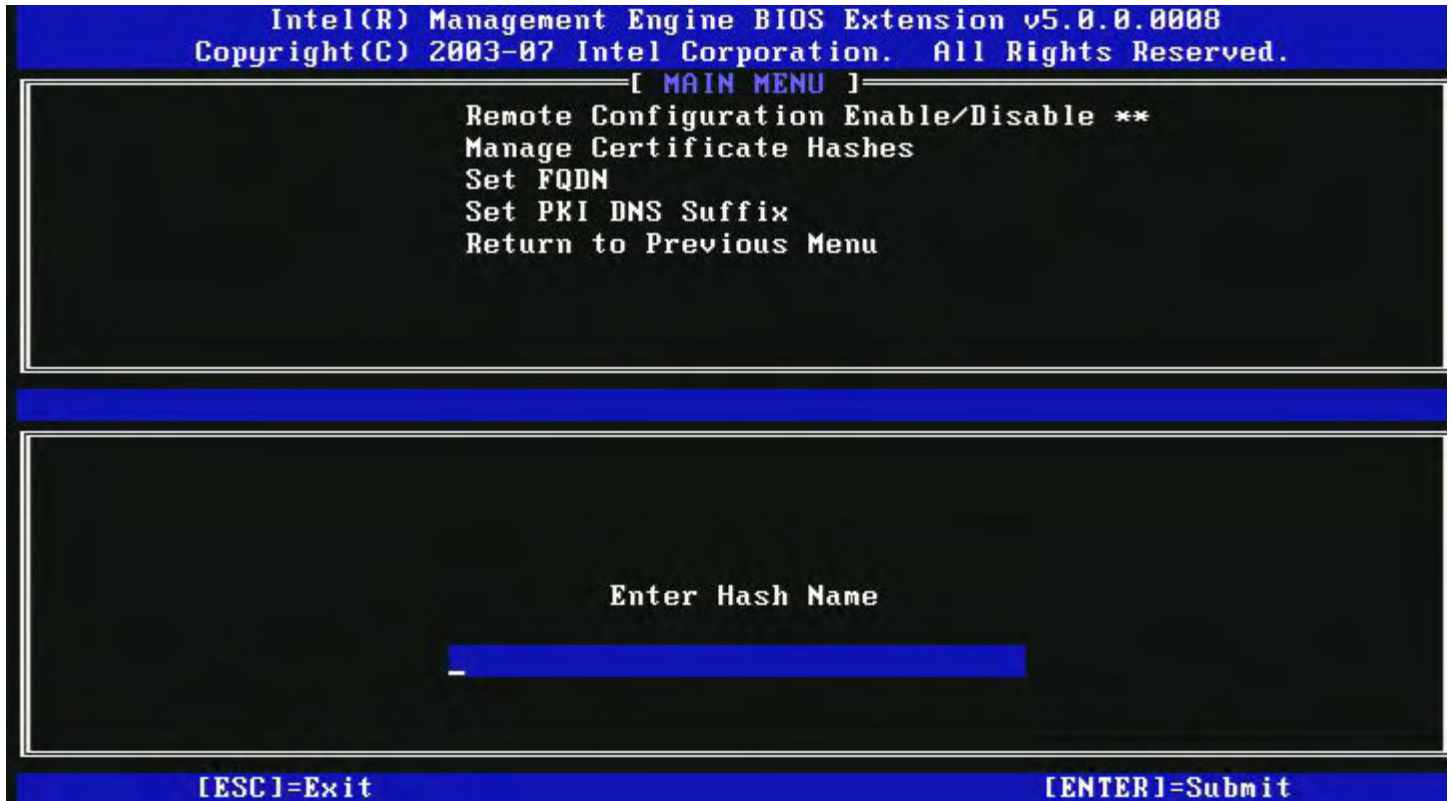 Intel(R) Management Engine BIOS Extension v5.0.0.0008
Copyright(C) 2003-07 Intel Corporation. All Rights Reserved.
[ MAIN MENU ]
Remote Configuration Enable/Disable **
Manage Certificate Hashes
Set FQDN
Set PKI DNS Suffix
Return to Previous Menu
Enter Hash Name
_
[ESC]=Exit [ENTER]=Submit